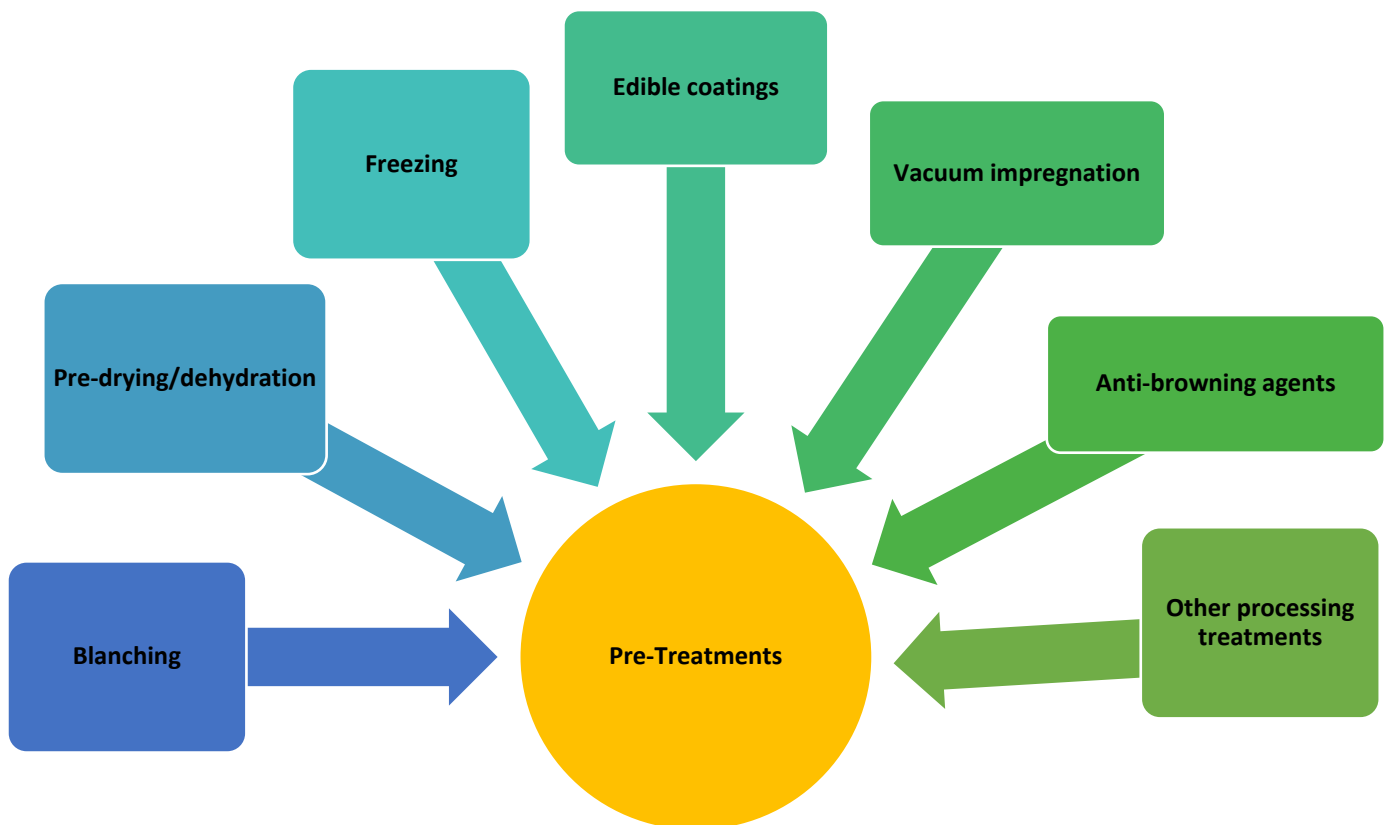 Edible coatings
Freezing
Vacuum impregnation
Pre-drying/dehydration
Anti-browning agents
Other processing
treatments
Blanching
Pre-Treatments